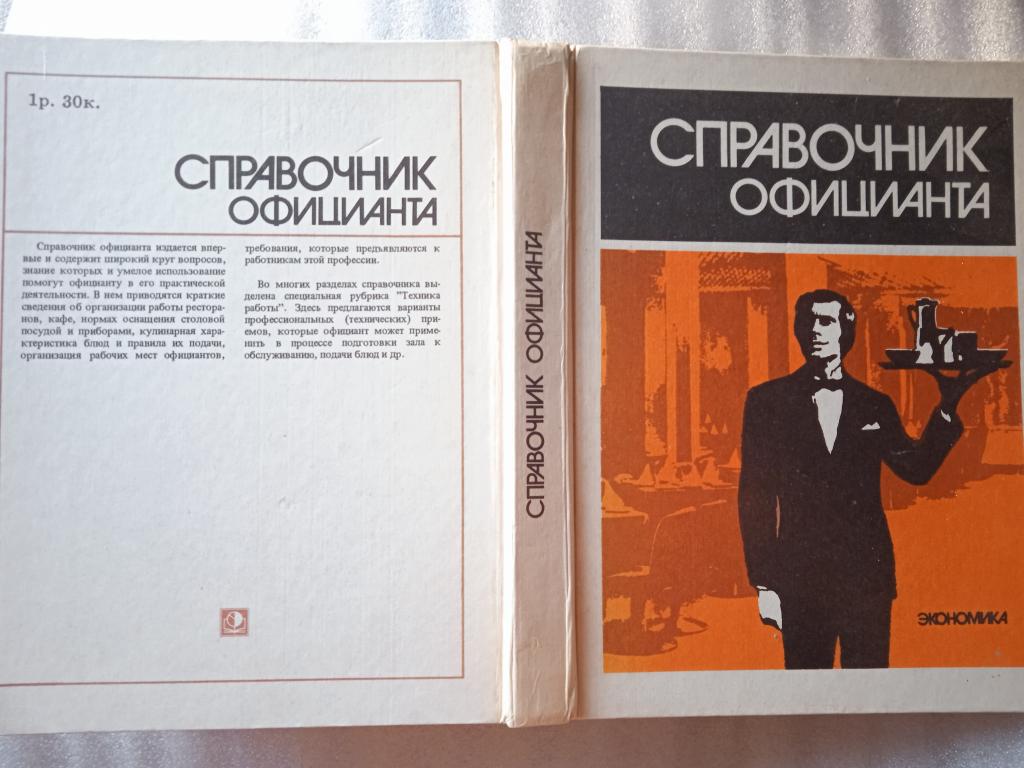 1р. 30к.
СПРАВОЧНИК
ОФИЦИАНТА
Справочник официанта издается впер-
вые и содержит широкий круг вопросов,
знание которых и умелое использование
помогут официанту в его практической
деятельности. В нем приводятся краткие
сведения об организации работы рестора-
нов, кафе, нормах оснащения столовой
посудой и приборами, кулинарная хара-
ктеристика блюд и правила их подачи,
организация рабочих мест официантов,
требования, которые предъявляются к
работникам этой профессии.
Во многих разделах справочника вы-
делена специальная рубрика "Техника
работы". Здесь предлагаются варианты
профессиональных (технических) при-
емов, которые официант может приме-
нить в процессе подготовки зала к
обслуживанию, подачи блюд и др.
СПРАВОЧНИК ОФИЦИАНТА
СПРАВОЧНИК
ОФИЦИАНТА
ЭКОНОМИКА